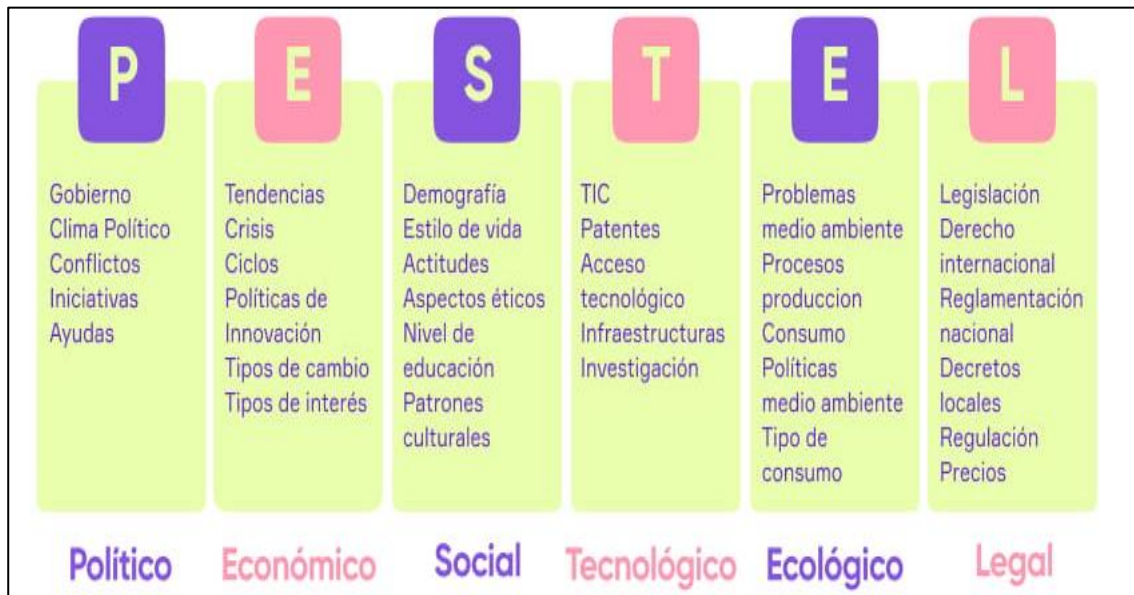 P
Gobierno
Clima Político
Conflictos
Iniciativas
Ayudas
Político
E
Tendencias
Crisis
Ciclos
Políticas de
Innovación
Tipos de cambio
Tipos de interés
Económico
S
Demografía
Estilo de vida
Actitudes
Aspectos éticos
Nivel de
educación
Patrones
culturales
Social
T
TIC
Patentes
Acceso
tecnológico
Infraestructuras
Investigación
Tecnológico
E
Problemas
medio ambiente
Procesos
produccion
Consumo
Políticas
medio ambiente
Tipo de
consumo
Ecológico
L
Legislación
Derecho
internacional
Reglamentación
nacional
Decretos
locales
Regulación
Precios
Legal